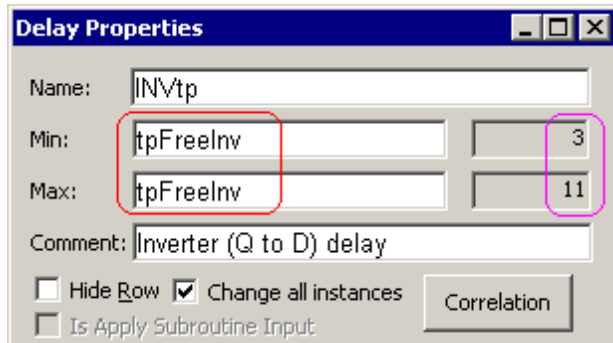 Delay Properties
Name: INVtp
Min: tpFreeInv 3
Max: tpFreeInv 11
Comment: Inverter (Q to D) delay
Hide Row Change all instances Correlation
Is Apply Subroutine Input